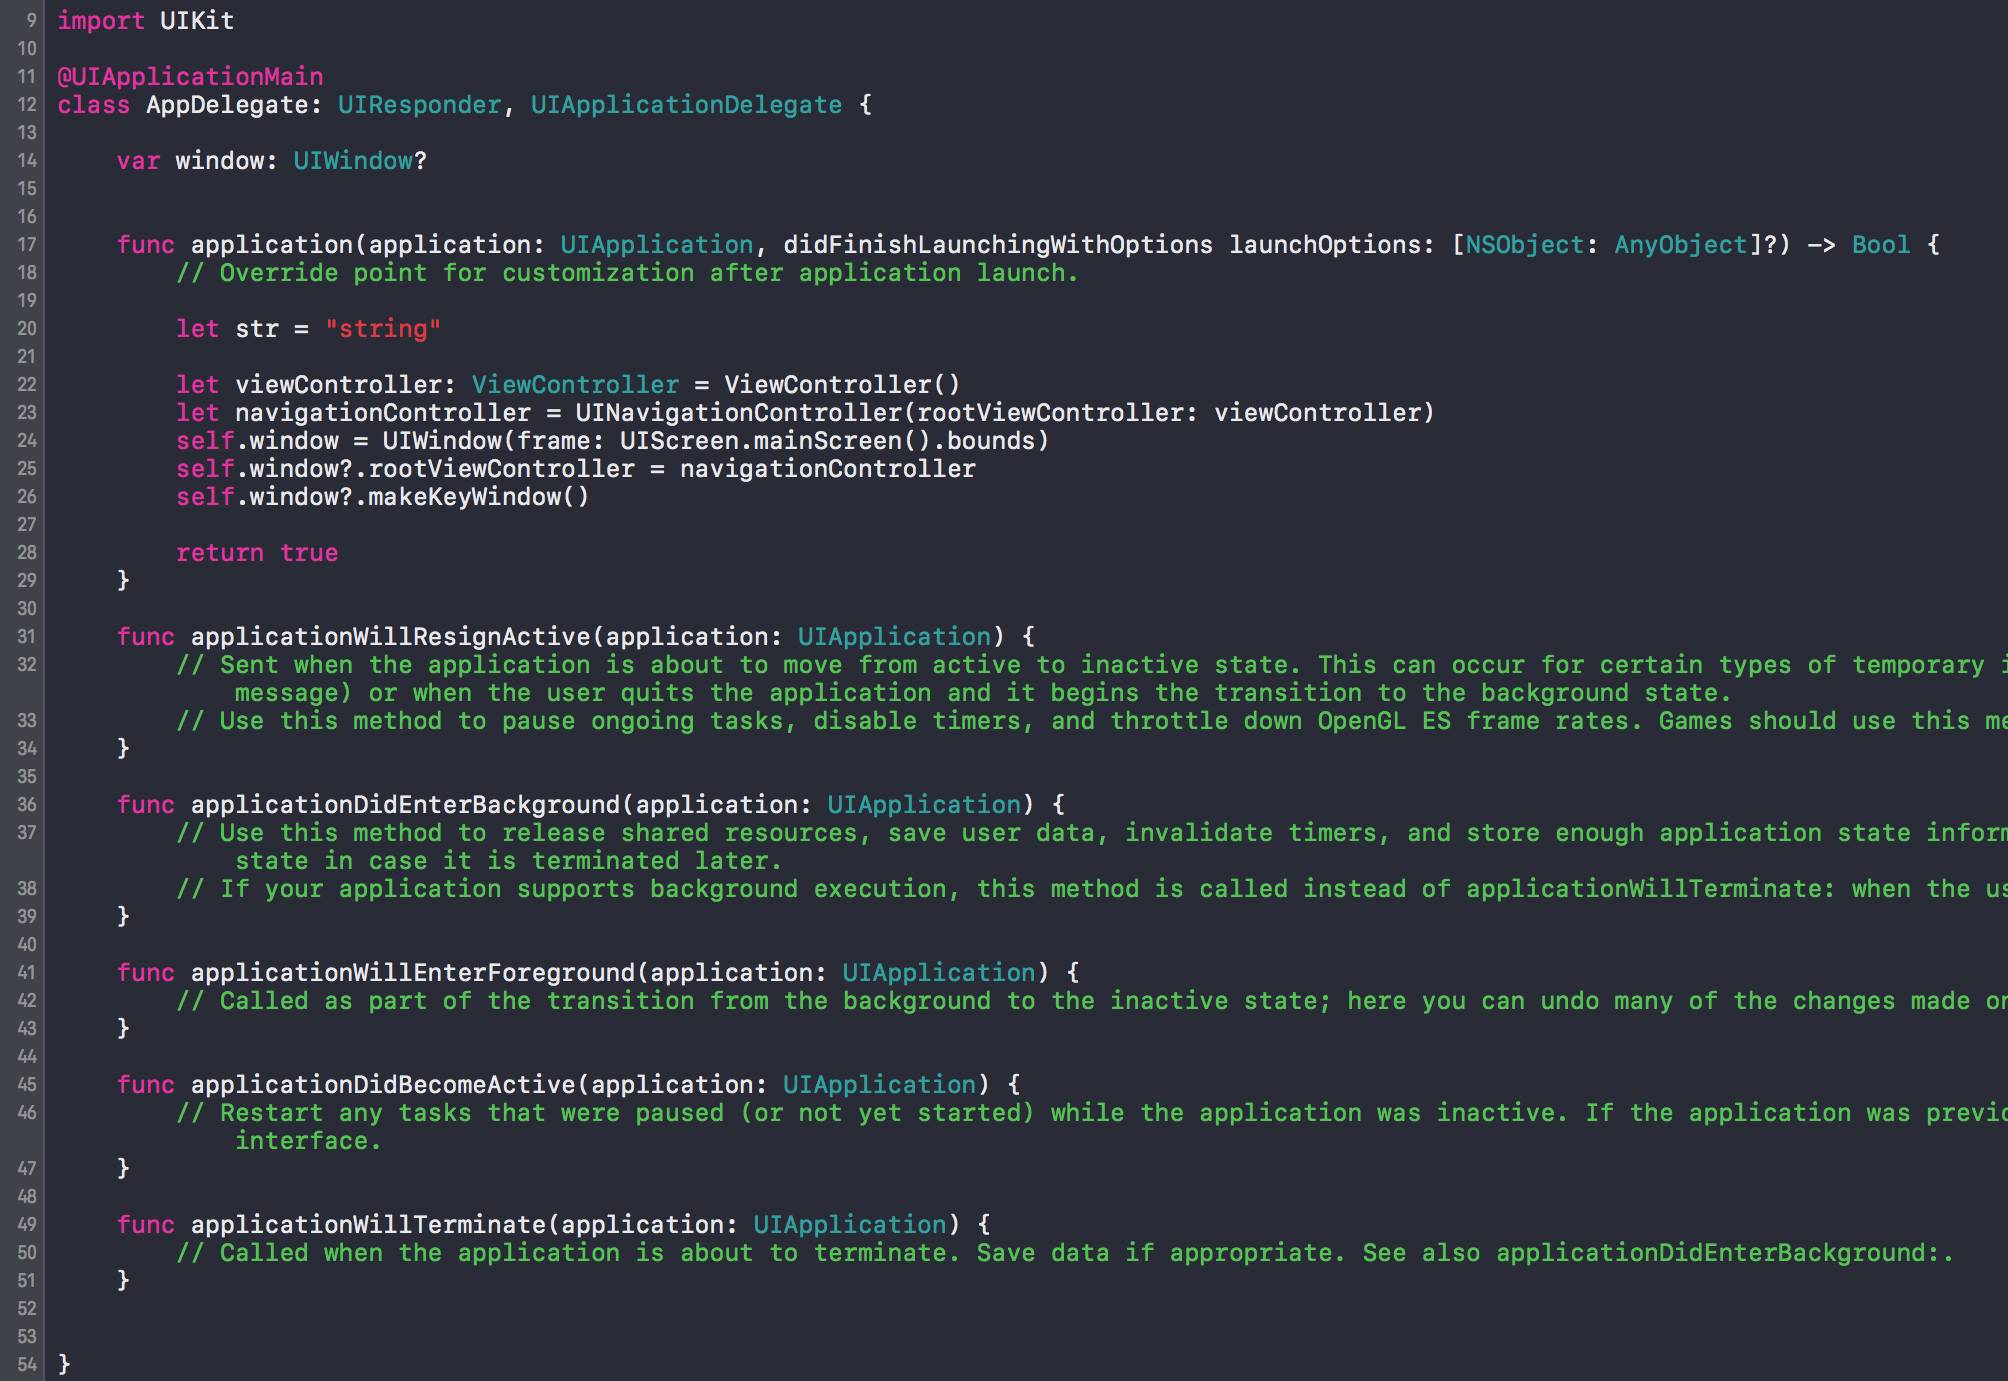 9 import UIKit
10
11 @UIApplicationMain
12 class AppDelegate: UIResponder, UIApplicationDelegate {
13
14 var window: UIWindow?
15
16
17 func application(application: UIApplication, didFinishLaunchingWithOptions launchOptions: [NSObject: AnyObject]?) -> Bool {
18 // Override point for customization after application launch.
19
20 let str = "string"
21
22 let viewController: ViewController = ViewController()
23 let navigationController = UINavigationController(rootViewController: viewController)
24 self.window = UIWindow(frame: UIScreen.mainScreen().bounds)
25 self.window?.rootViewController = navigationController
26 self.window?.makeKeyWindow()
27
28 return true
29 }
30
31 func applicationWillResignActive(application: UIApplication) {
32 // Sent when the application is about to move from active to inactive state. This can occur for certain types of temporary
message) or when the user quits the application and it begins the transition to the background state.
33 // Use this method to pause ongoing tasks, disable timers, and throttle down OpenGL ES frame rates. Games should use this
34 }
35
36 func applicationDidEnterBackground(application: UIApplication) {
37 // Use this method to release shared resources, save user data, invalidate timers, and store enough application state
state in case it is terminated later.
38 // If your application supports background execution, this method is called instead of applicationWillTerminate: when the
39 }
40
41 func applicationWillEnterForeground(application: UIApplication) {
42 // Called as part of the transition from the background to the inactive state; here you can undo many of the changes made
43 }
44
45 func applicationDidBecomeActive(application: UIApplication) {
46 // Restart any tasks that were paused (or not yet started) while the application was inactive. If the application was
interface.
47 }
48
49 func applicationWillTerminate(application: UIApplication) {
50 // Called when the application is about to terminate. Save data if appropriate. See also applicationDidEnterBackground:.
51 }
52
53
54 }